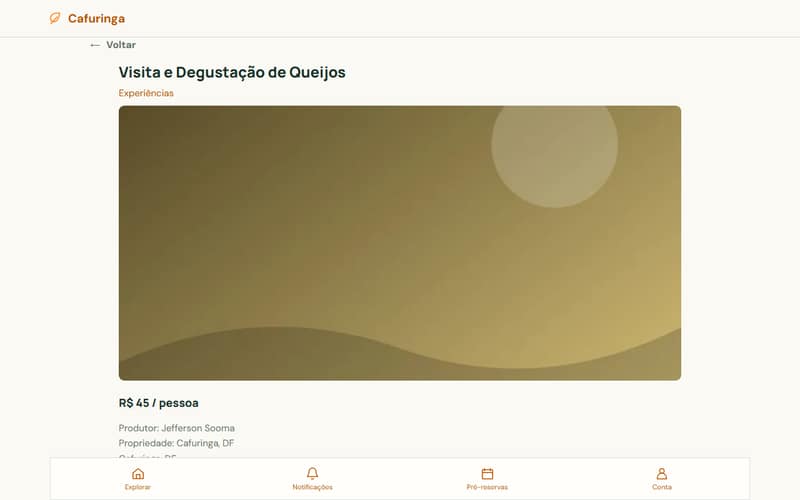 Cafuringa
← Voltar
Visita e Degustação de Queijos
Experiências
R$ 45 / pessoa
Produtor: Jefferson Sooma
Propriedade: Cafuringa, DF
Explorar
Notificações
Pré-reservas
Conta